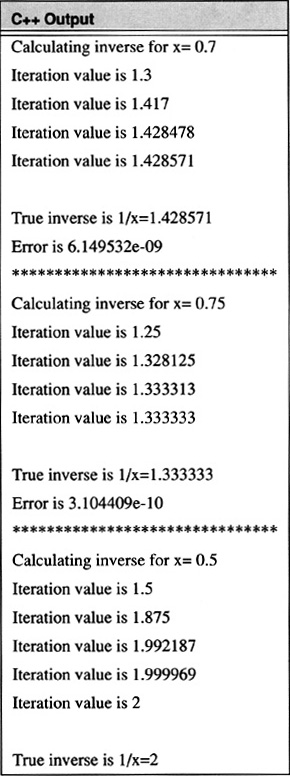 C++ Output
Calculating inverse for x= 0.7
Iteration value is 1.3
Iteration value is 1.417
Iteration value is 1.428478
Iteration value is 1.428571
True inverse is 1/x=1.428571
Error is 6.149532e-09
********************************
Calculating inverse for x= 0.75
Iteration value is 1.25
Iteration value is 1.328125
Iteration value is 1.333313
Iteration value is 1.333333
True inverse is 1/x=1.333333
Error is 3.104409e-10
********************************
Calculating inverse for x= 0.5
Iteration value is 1.5
Iteration value is 1.875
Iteration value is 1.992187
Iteration value is 1.999969
Iteration value is 2
True inverse is 1/x=2